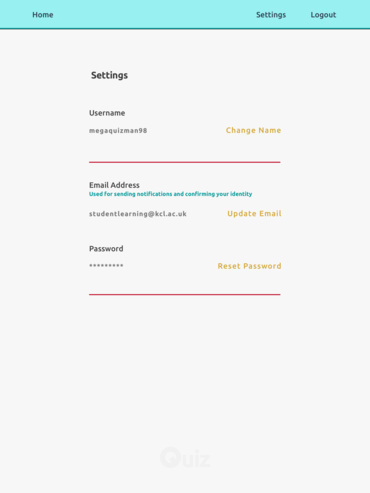 Home
Settings
Logout
Settings
Username
megaquizman98
Change Name
Email Address
Used for sending notifications and confirming your identity
studentlearning@kcl.ac.uk
Update Email
Password
*********
Reset Password
Quiz